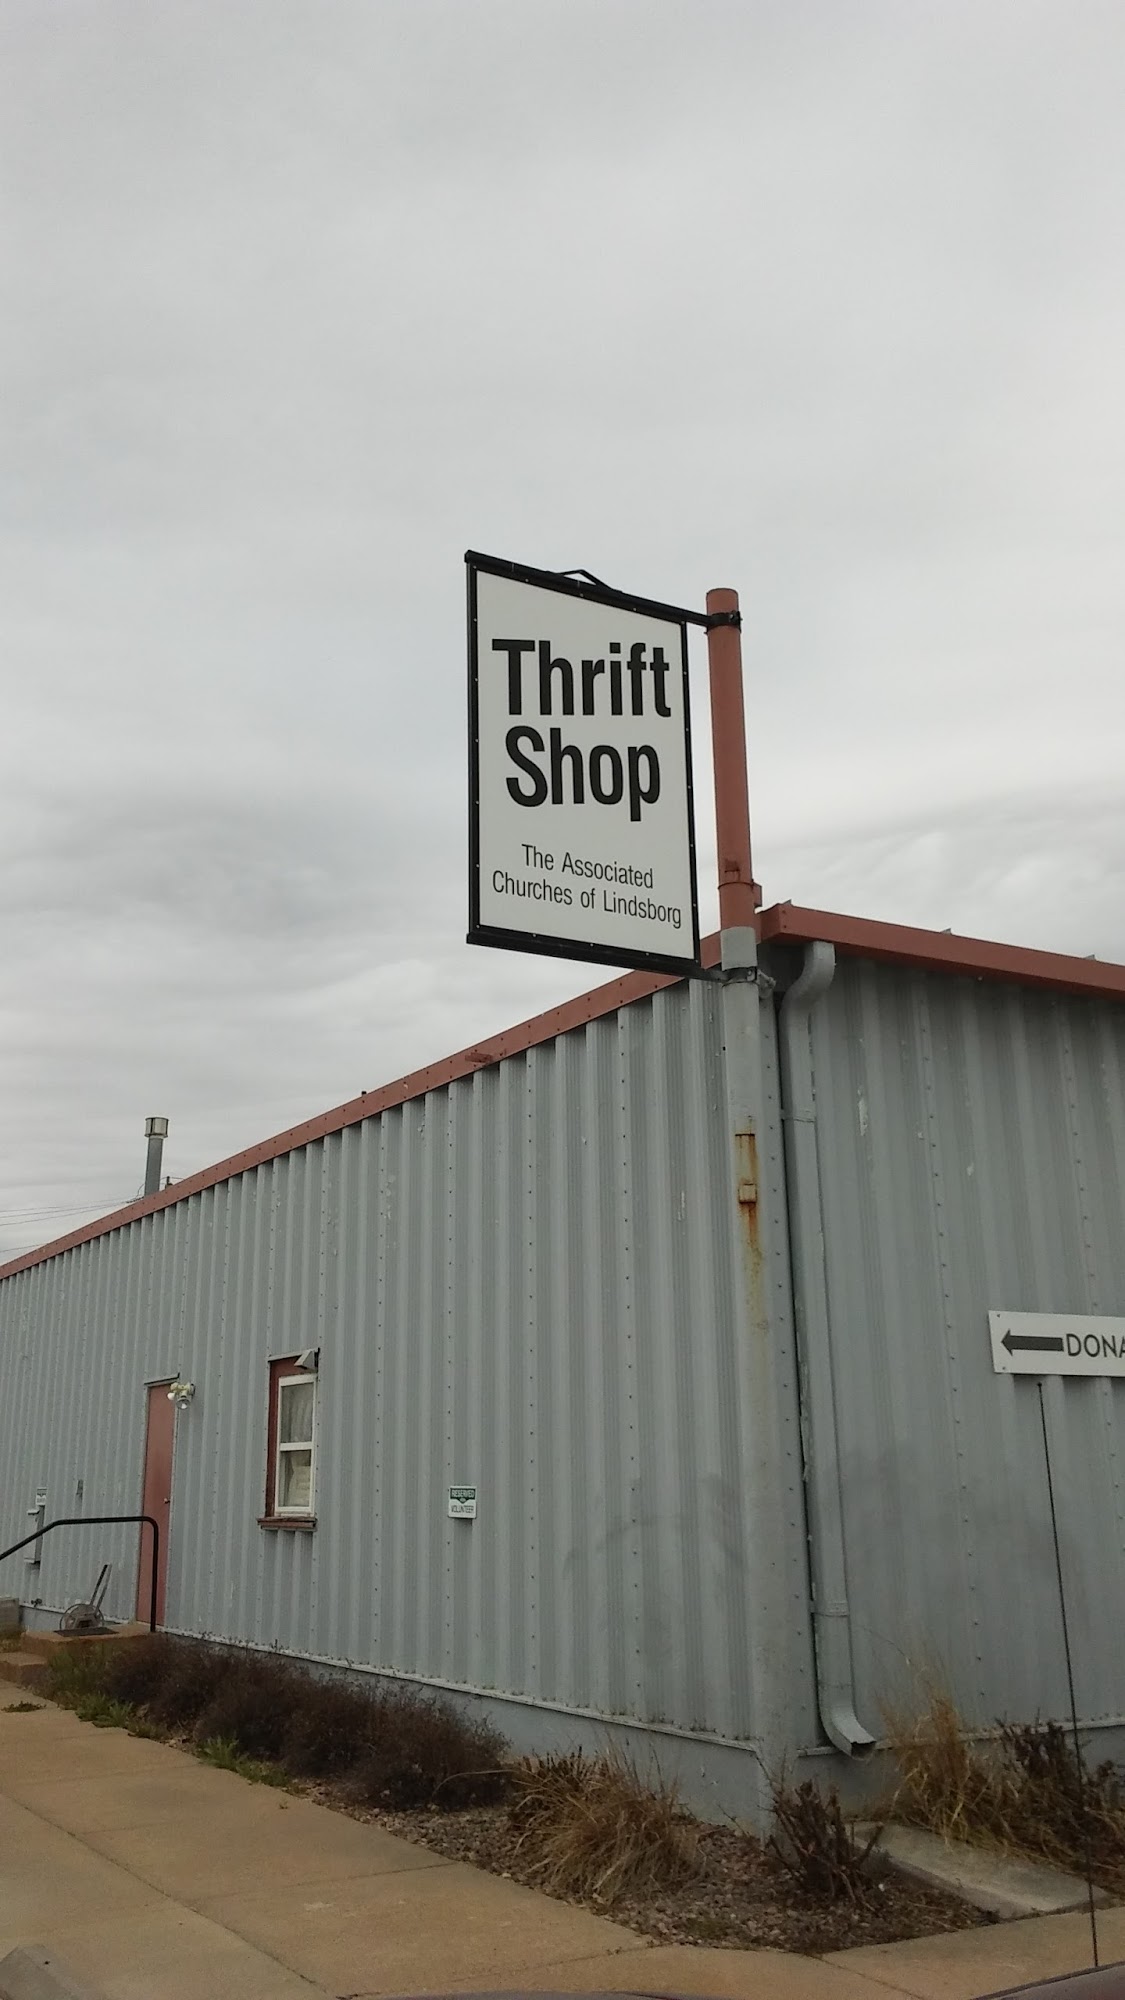 Thrift
Shop
The Associated
Churches of Lindsborg
DONA
RESERVED
VOLUNTEER